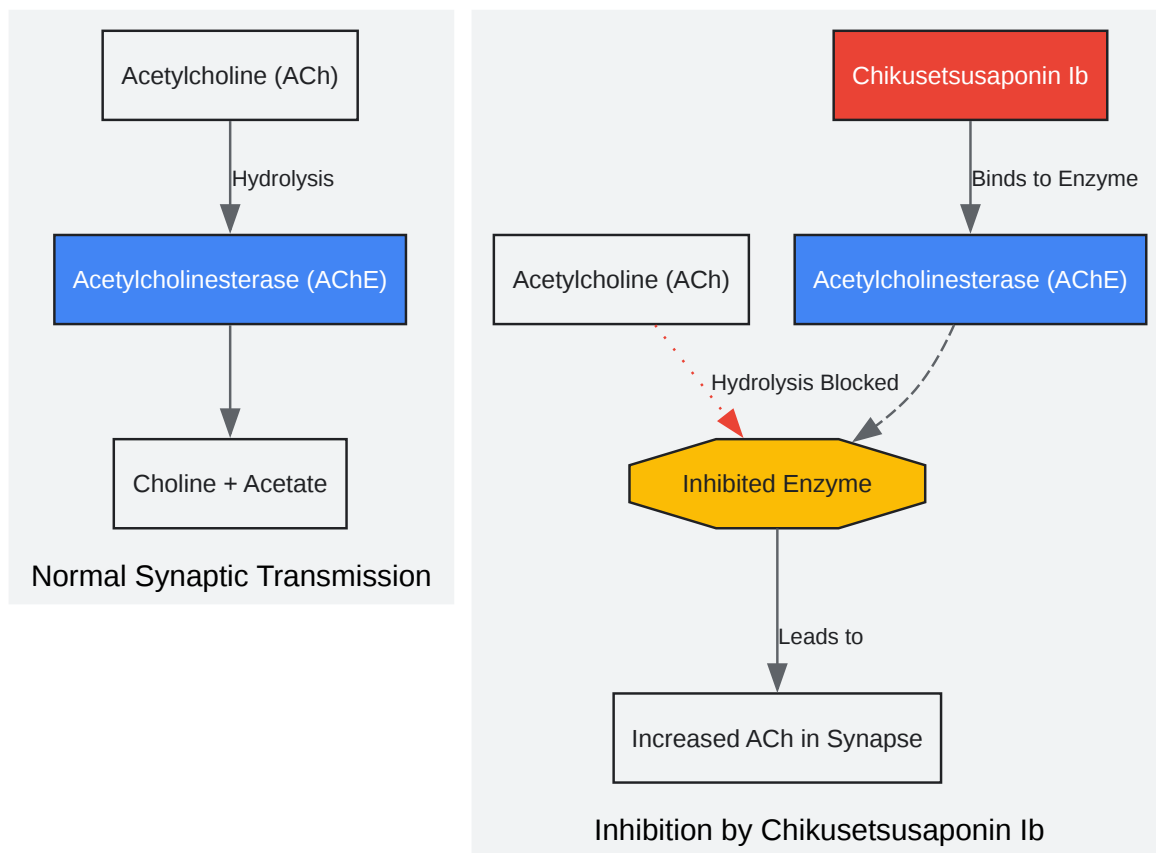 Acetylcholine (ACh)
Hydrolysis
Acetylcholinesterase (AChE)
Choline + Acetate
Normal Synaptic Transmission
Chikusetsusaponin Ib
Binds to Enzyme
Acetylcholine (ACh)
Acetylcholinesterase (AChE)
Hydrolysis Blocked
Inhibited Enzyme
Leads to
Increased ACh in Synapse
Inhibition by Chikusetsusaponin Ib